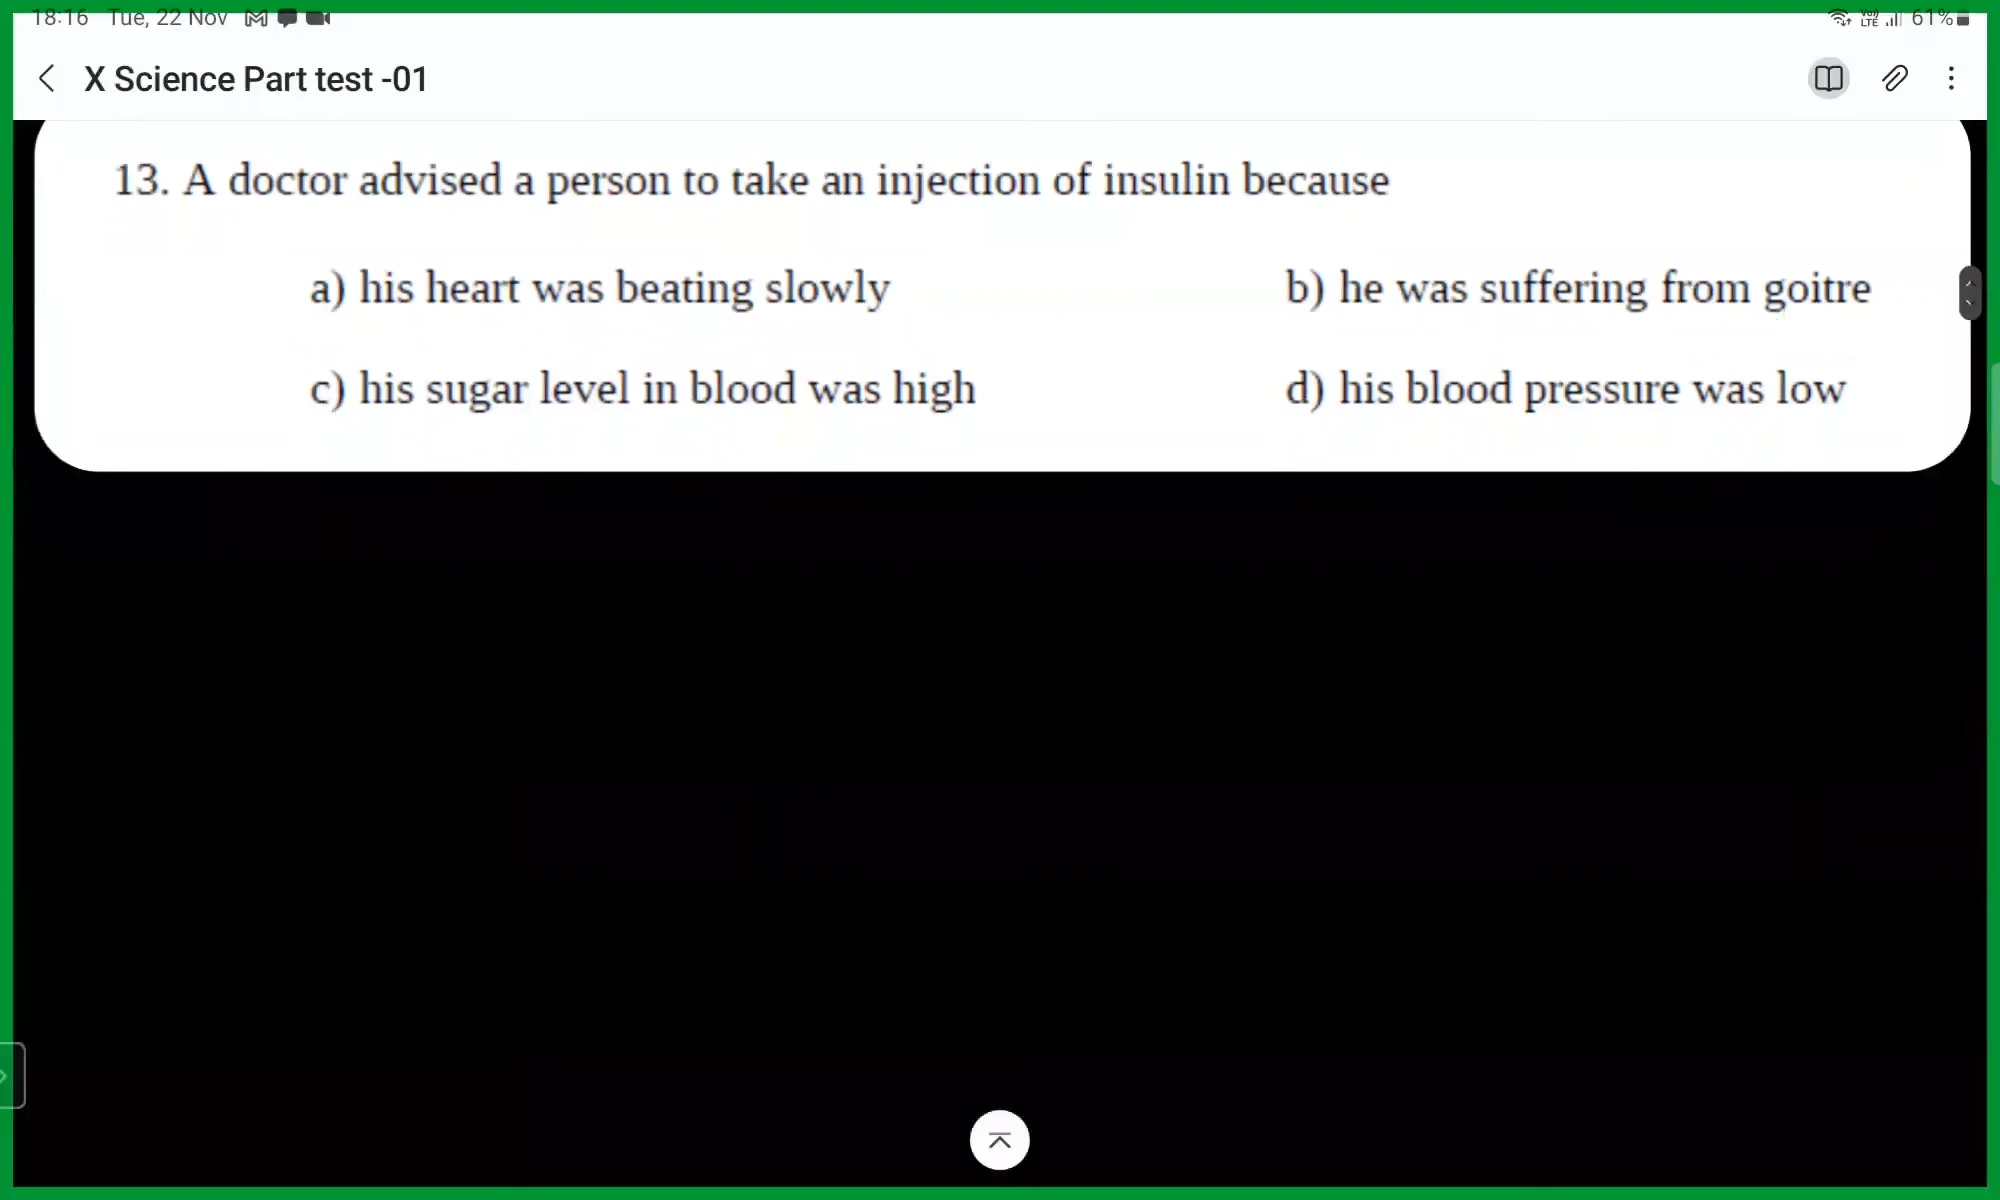 18:16 Tue, 22 Nov
VoD LTE 61%
X Science Part test -01
13. A doctor advised a person to take an injection of insulin because
a) his heart was beating slowly b) he was suffering from goitre
c) his sugar level in blood was high d) his blood pressure was low